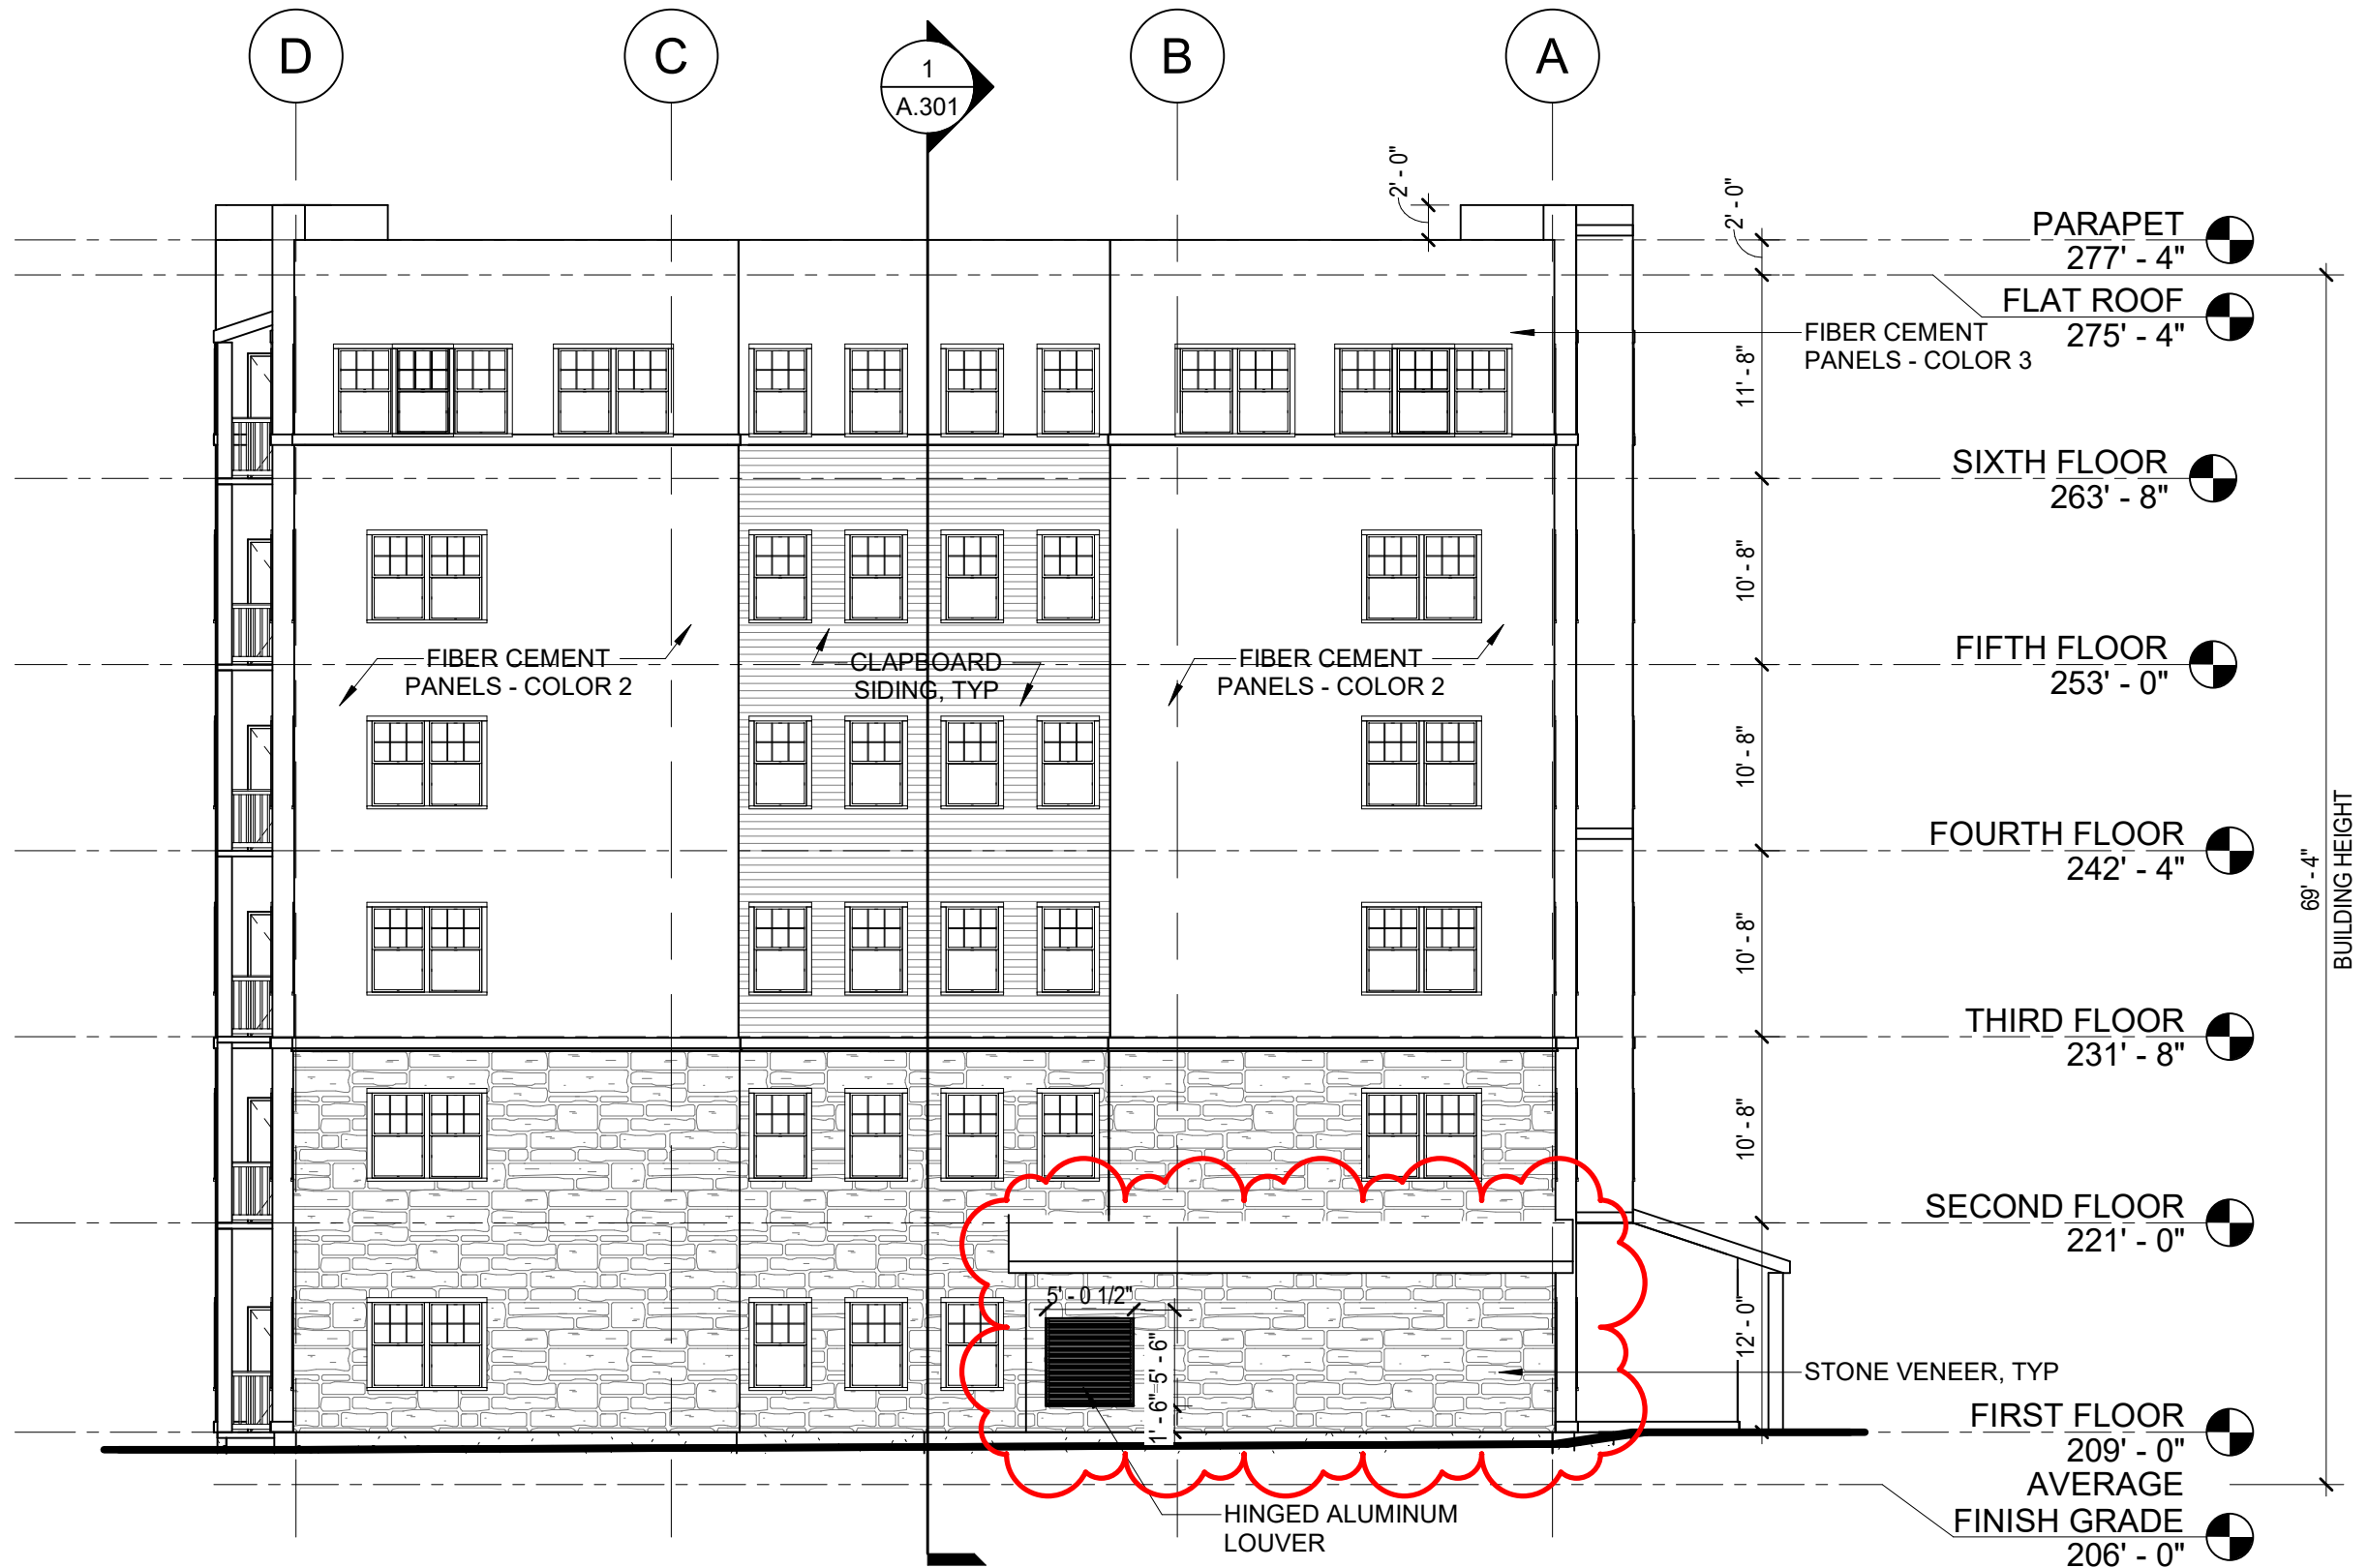 D
C
1
A.301
B
A
2' - 0"
2' - 0"
PARAPET
277' - 4"
FLAT ROOF
275' - 4"
FIBER CEMENT
PANELS - COLOR 3
11' - 8"
SIXTH FLOOR
263' - 8"
10' - 8"
FIBER CEMENT
PANELS - COLOR 2
CLAPBOARD
SIDING, TYP
FIBER CEMENT
PANELS - COLOR 2
FIFTH FLOOR
253' - 0"
10' - 8"
FOURTH FLOOR
242' - 4"
69' - 4"
BUILDING HEIGHT
10' - 8"
THIRD FLOOR
231' - 8"
10' - 8"
SECOND FLOOR
221' - 0"
5' - 0 1/2"
5' - 6"
1' - 6"
12' - 0"
STONE VENEER, TYP
FIRST FLOOR
209' - 0"
HINGED ALUMINUM
LOUVER
AVERAGE
FINISH GRADE
206' - 0"